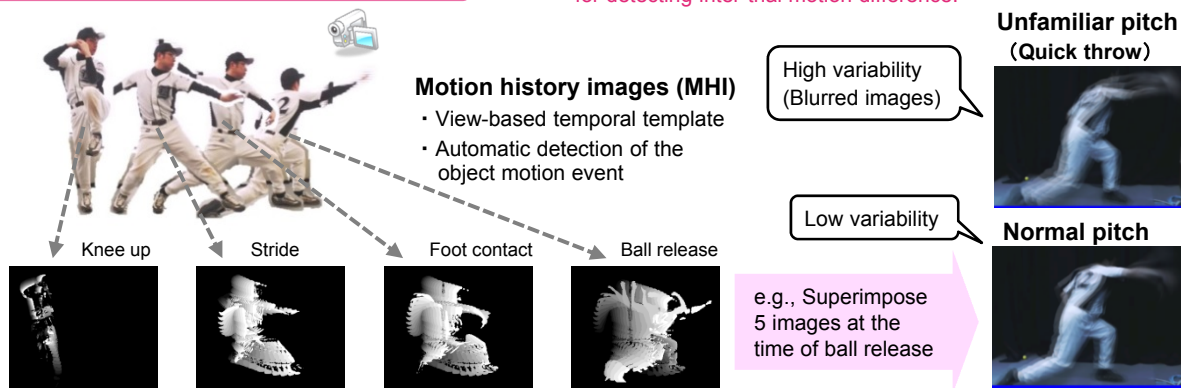 for detecting inter-trial motion difference.
Unfamiliar pitch
（Quick throw）
High variability
(Blurred images)
Motion history images (MHI)
・View-based temporal template
・Automatic detection of the
object motion event
Low variability
Normal pitch
Knee up
Stride
Foot contact
Ball release
e.g., Superimpose
5 images at the
time of ball release